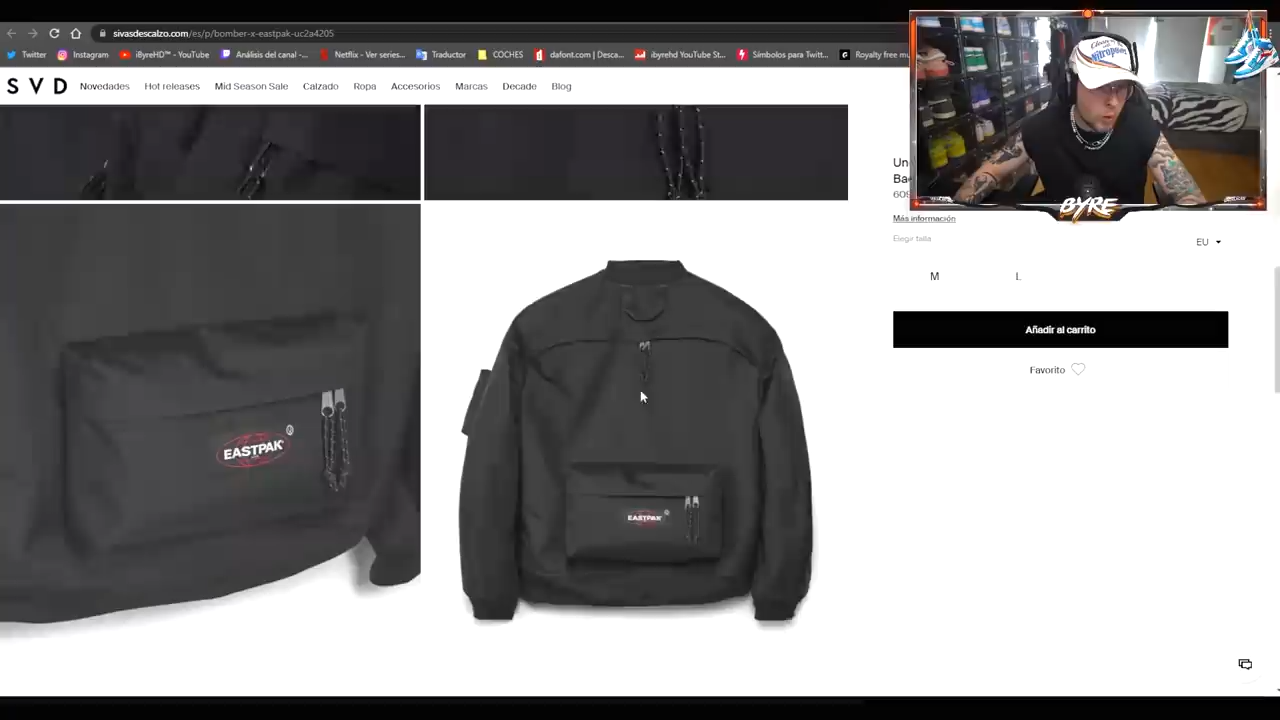 sivasdescalzo.com/es/p/bomber-x-eastpak-uc2a4205
Twitter Instagram iByreHD™ - YouTube Análisis del canal -... Netflix - Ver series... Traductor COCHES dafont.com | Desca... ibyrehd YouTube St... Símbolos para Twitt... Royalty free mu
SVD Novedades Hot releases Mid Season Sale Calzado Ropa Accesorios Marcas Decade Blog
BYRE
Más información
Elegir talla
EU
M L
Añadir al carrito
Favorito
EASTPAK®
EASTPAK®